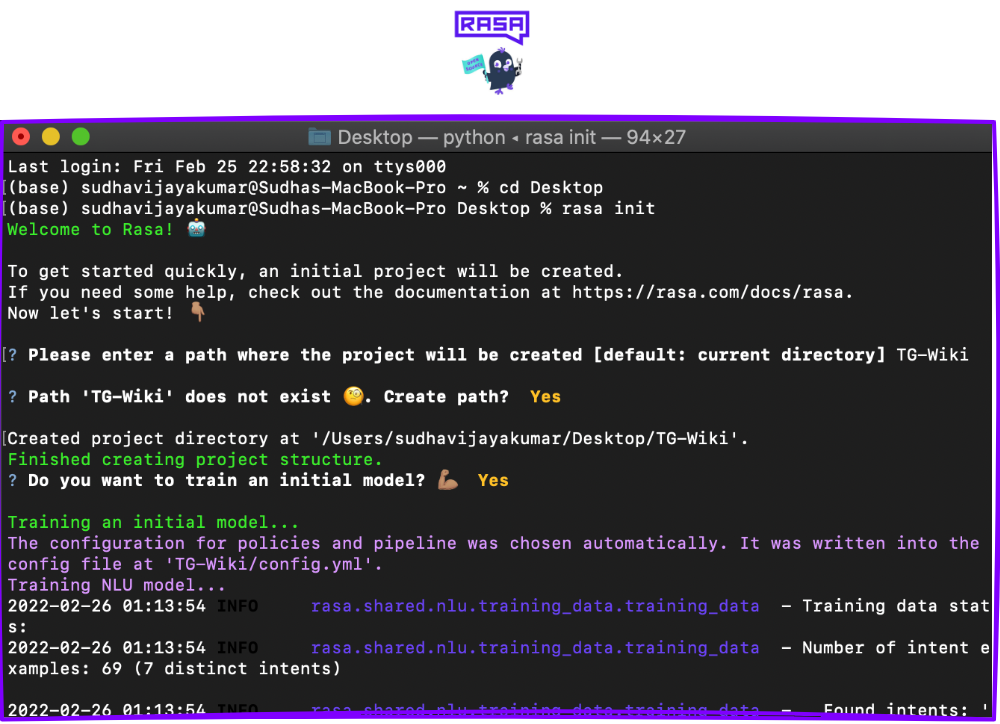 RASA
Desktop — python ◂ rasa init — 94×27
Last login: Fri Feb 25 22:58:32 on ttys000
[(base) sudhavijayakumar@Sudhas-MacBook-Pro ~ % cd Desktop
[(base) sudhavijayakumar@Sudhas-MacBook-Pro Desktop % rasa init
Welcome to Rasa! 🤖
To get started quickly, an initial project will be created.
If you need some help, check out the documentation at https://rasa.com/docs/rasa.
Now let's start! 👇🏽
[? Please enter a path where the project will be created [default: current directory] TG-Wiki
? Path 'TG-Wiki' does not exist 🧐. Create path?  Yes
[Created project directory at '/Users/sudhavijayakumar/Desktop/TG-Wiki'.
Finished creating project structure.
? Do you want to train an initial model? 💪🏽  Yes
Training an initial model...
The configuration for policies and pipeline was chosen automatically. It was written into the
config file at 'TG-Wiki/config.yml'.
Training NLU model...
2022-02-26 01:13:54 INFO     rasa.shared.nlu.training_data.training_data  - Training data stat
s:
2022-02-26 01:13:54 INFO     rasa.shared.nlu.training_data.training_data  - Number of intent e
xamples: 69 (7 distinct intents)
2022-02-26 01:13:54 INFO     rasa.shared.nlu.training_data.training_data  -   Found intents: '